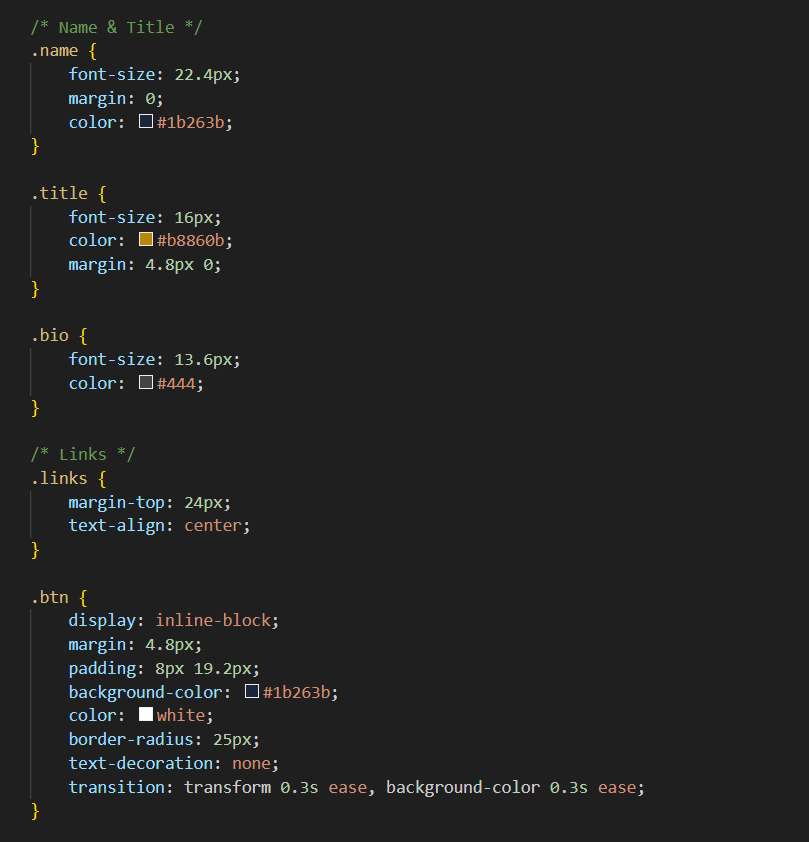 /* Name & Title */
.name {
    font-size: 22.4px;
    margin: 0;
    color: #1b263b;
}

.title {
    font-size: 16px;
    color: #b8860b;
    margin: 4.8px 0;
}

.bio {
    font-size: 13.6px;
    color: #444;
}

/* Links */
.links {
    margin-top: 24px;
    text-align: center;
}

.btn {
    display: inline-block;
    margin: 4.8px;
    padding: 8px 19.2px;
    background-color: #1b263b;
    color: white;
    border-radius: 25px;
    text-decoration: none;
    transition: transform 0.3s ease, background-color 0.3s ease;
}